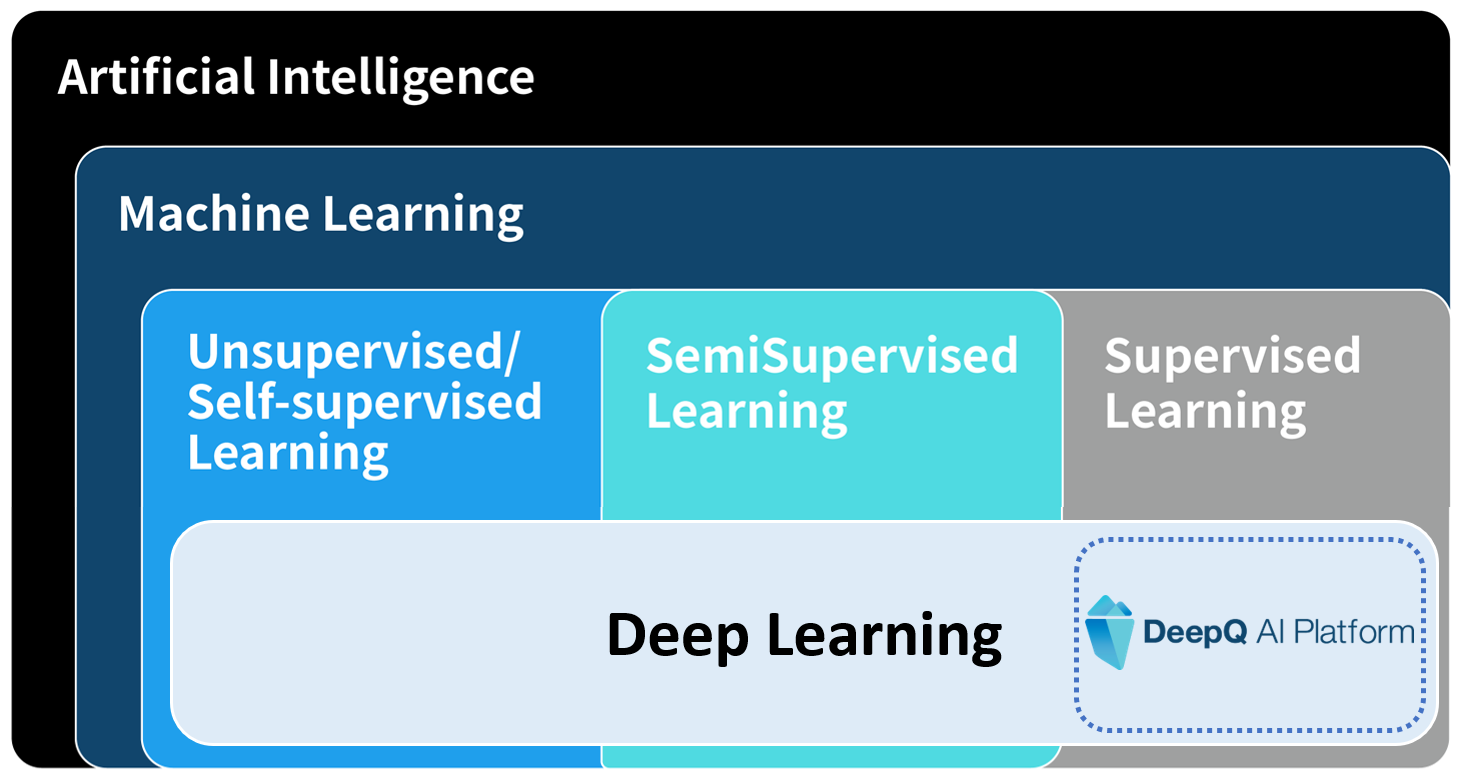 Artificial Intelligence
Machine Learning
Unsupervised/
Self-supervised
Learning
SemiSupervised
Learning
Supervised
Learning
Deep Learning
DeepQ AI Platform